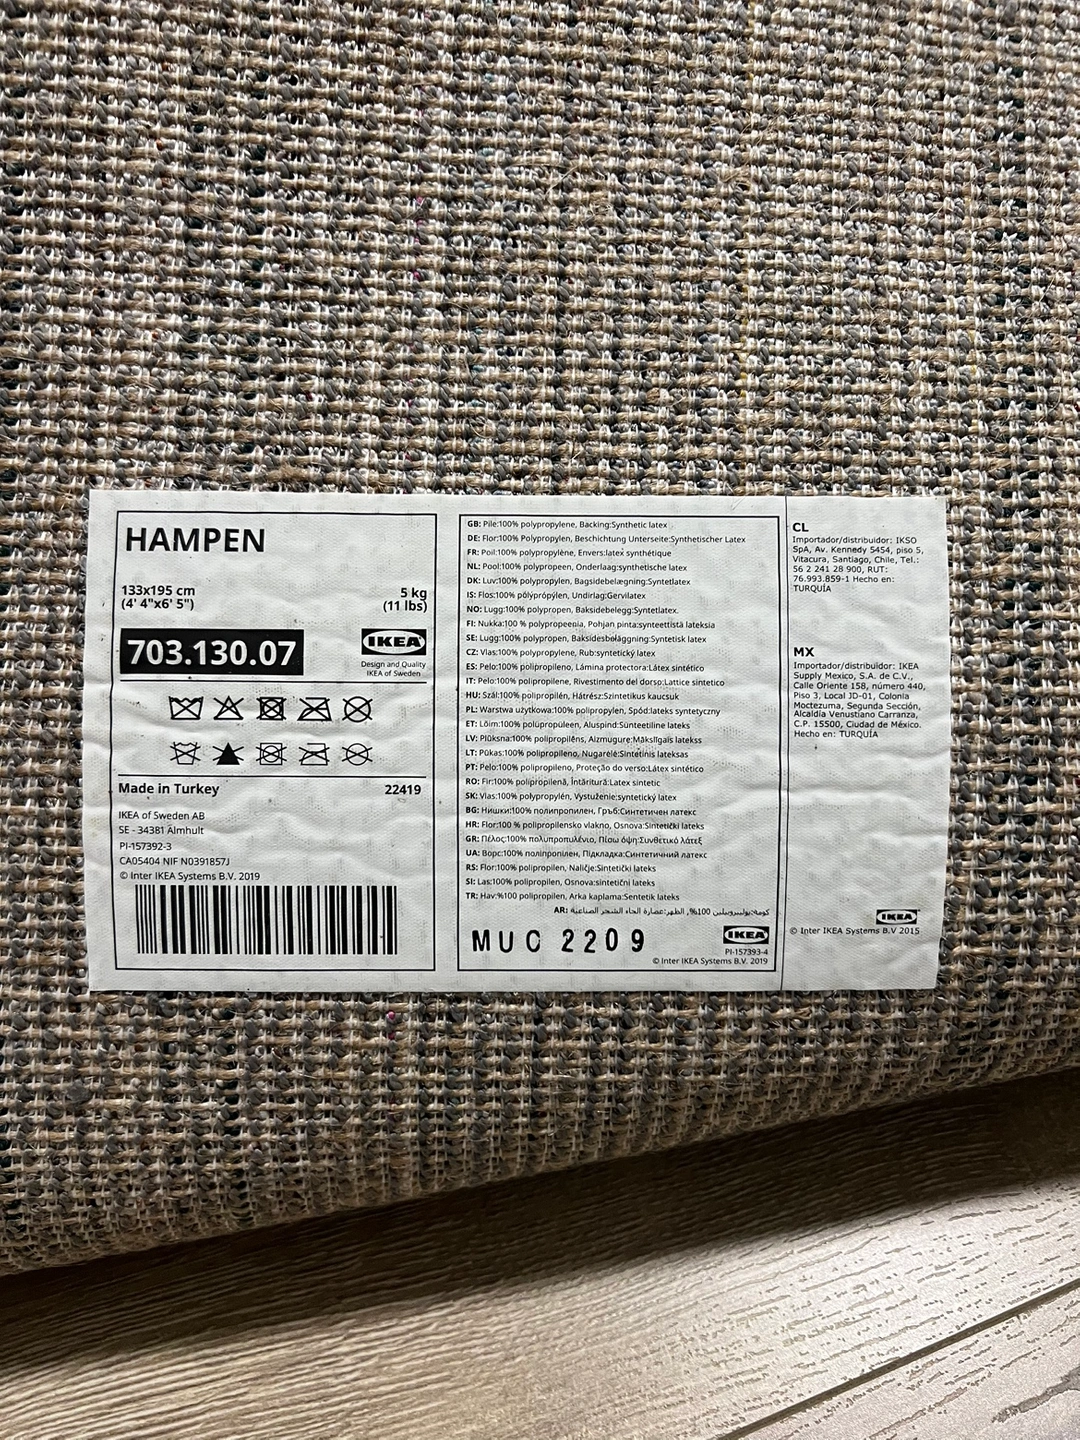 HAMPEN
133x195 cm
(4' 4"x6' 5")
5 kg
(11 lbs)
703.130.07
IKEA
Design and Quality
IKEA of Sweden
Made in Turkey
22419
IKEA of Sweden AB
SE - 34381 Älmhult
PI-157392-3
CA05404 NIF N0391857J
© Inter IKEA Systems B.V. 2019
GB: Pile:100% polypropylene, Backing:Synthetic latex
DE: Flor:100% Polypropylen, Beschichtung Unterseite:Synthetischer Latex
FR: Poil:100% polypropylène, Envers:latex synthétique
NL: Pool:100% polypropeen, Onderlaag:synthetische latex
DK: Luv:100% polypropylen, Bagsidebelægning:Syntetlatex
IS: Flos:100% pólýprópýlen, Undirlag:Gervilatex
NO: Lugg:100% polypropen, Baksidebelegg:Syntetlatex.
FI: Nukka:100 % polypropeenia, Pohjan pinta:synteettistä lateksia
SE: Lugg:100% polypropen, Baksidesbeläggning:Syntetisk latex
CZ: Vlas:100% polypropylen, Rub:syntetický latex
ES: Pelo:100% polipropileno, Lámina protectora:Látex sintético
IT: Pelo:100% polipropilene, Rivestimento del dorso:Lattice sintetico
HU: Szál:100% polipropilén, Hátrész:Szintetikus kaucsuk
PL: Warstwa użytkowa:100% polipropylen, Spód:lateks syntetyczny
ET: Lõim:100% polüpropüleen, Aluspind:Sünteetiline lateks
LV: Plūksna:100% polipropilēns, Aizmugure:Mākslīgais latekss
LT: Pūkas:100% polipropileno, Nugarėlė:Sintetinis lateksas
PT: Pelo:100% polipropileno, Proteção do verso:Látex sintético
RO: Fir:100% polipropilenă, Întăritură:Latex sintetic
SK: Vlas:100% polypropylén, Vystuženie:syntetický latex
BG: Нишки:100% полипропилен, Гръб:Синтетичен латекс
HR: Flor:100 % polipropilensko vlakno, Osnova:Sintetički lateks
GR: Πέλος:100% πολυπροπυλένιο, Πίσω όψη:Συνθετικό λάτεξ
UA: Ворс:100% поліпропілен, Підкладка:Синтетичний латекс
RS: Flor:100% polipropilen, Naličje:Sintetički lateks
SI: Las:100% polipropilen, Osnova:sintetični lateks
TR: Hav:%100 polipropilen, Arka kaplama:Sentetik lateks
AR: كومة:بوليبروبيلين 100%, الظهر:عصارة لحاء الشجر الصناعية
MUC 2209
IKEA
PI-157393-4
© Inter IKEA Systems B.V. 2019
CL
Importador/distribuidor: IKSO
SpA, Av. Kennedy 5454, piso 5,
Vitacura, Santiago, Chile, Tel.:
56 2 241 28 900, RUT:
76.993.859-1 Hecho en:
TURQUÍA
MX
Importador/distribuidor: IKEA
Supply Mexico, S.A. de C.V.,
Calle Oriente 158, número 440,
Piso 3, Local JD-01, Colonia
Moctezuma, Segunda Sección,
Alcaldía Venustiano Carranza,
C.P. 15500, Ciudad de México.
Hecho en: TURQUÍA
IKEA
© Inter IKEA Systems B.V 2015